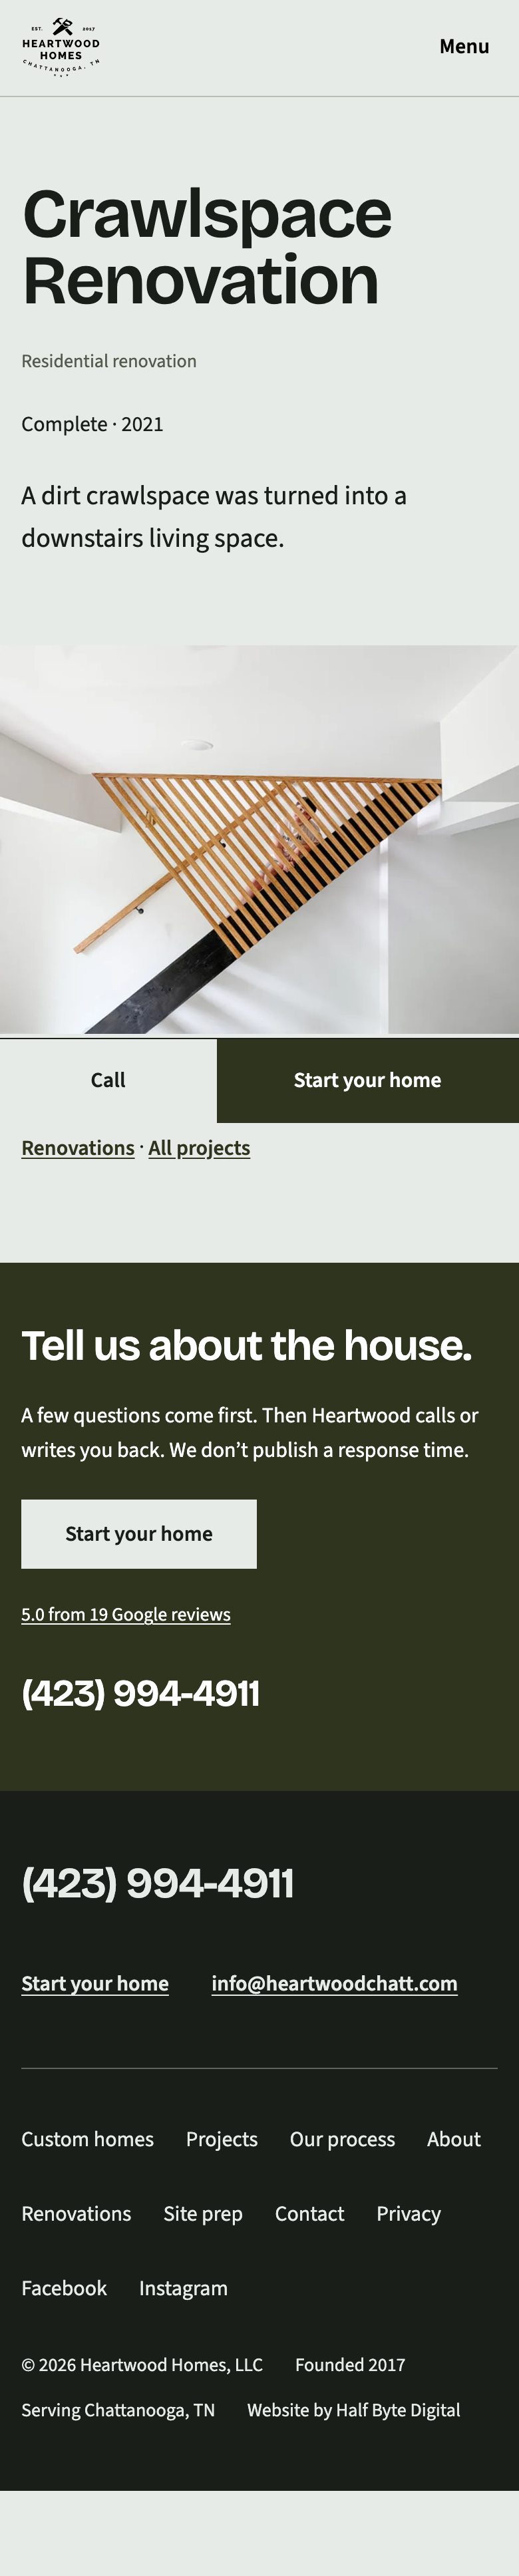 EST. 2017
HEARTWOOD
HOMES
CHATTANOOGA, TN
Menu
Crawlspace
Renovation
Residential renovation
Complete · 2021
A dirt crawlspace was turned into a
downstairs living space.
Call
Start your home
Renovations · All projects
Tell us about the house.
A few questions come first. Then Heartwood calls or
writes you back. We don’t publish a response time.
Start your home
5.0 from 19 Google reviews
(423) 994-4911
(423) 994-4911
Start your home info@heartwoodchatt.com
Custom homes Projects Our process About
Renovations Site prep Contact Privacy
Facebook Instagram
© 2026 Heartwood Homes, LLC Founded 2017
Serving Chattanooga, TN Website by Half Byte Digital